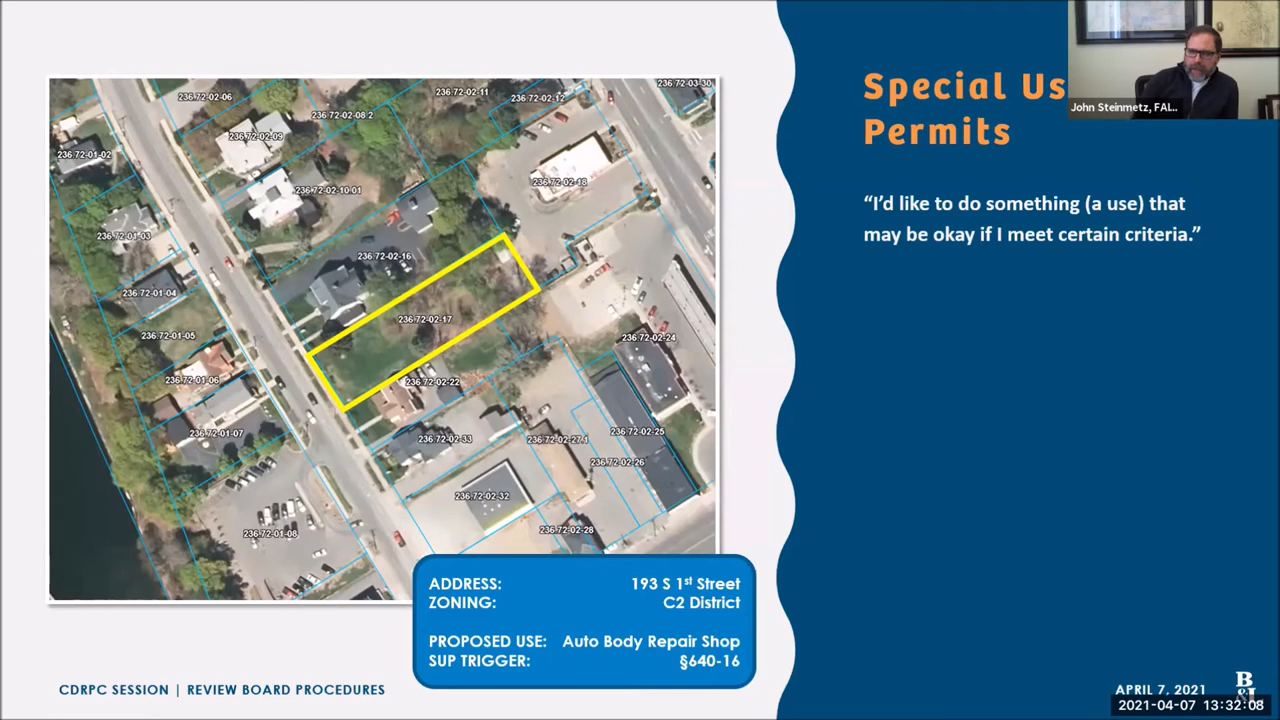 236.72-03-30
236.72-02-06
236.72-02-11
236.72-02-12
236.72-02-08.2
236.72-02-09
236.72-01-02
236.72-02-18
236.72-02-10.01
236.72-01-03
236.72-02-16
236.72-01-04
236.72-02-17
236.72-01-05
236.72-02-24
236.72-01-06
236.72-02-22
236.72-01-07
236.72-02-33
236.72-02-27.1
236.72-02-25
236.72-02-26
236.72-02-32
236.72-01-08
236.72-02-28
ADDRESS: 193 S 1st Street
ZONING: C2 District
PROPOSED USE: Auto Body Repair Shop
SUP TRIGGER: §640-16
CDRPC SESSION | REVIEW BOARD PROCEDURES
Special Us
Permits
“I’d like to do something (a use) that
may be okay if I meet certain criteria.”
John Steinmetz, FAI...
APRIL 7, 2021
B
&L
2021-04-07 13:32:08